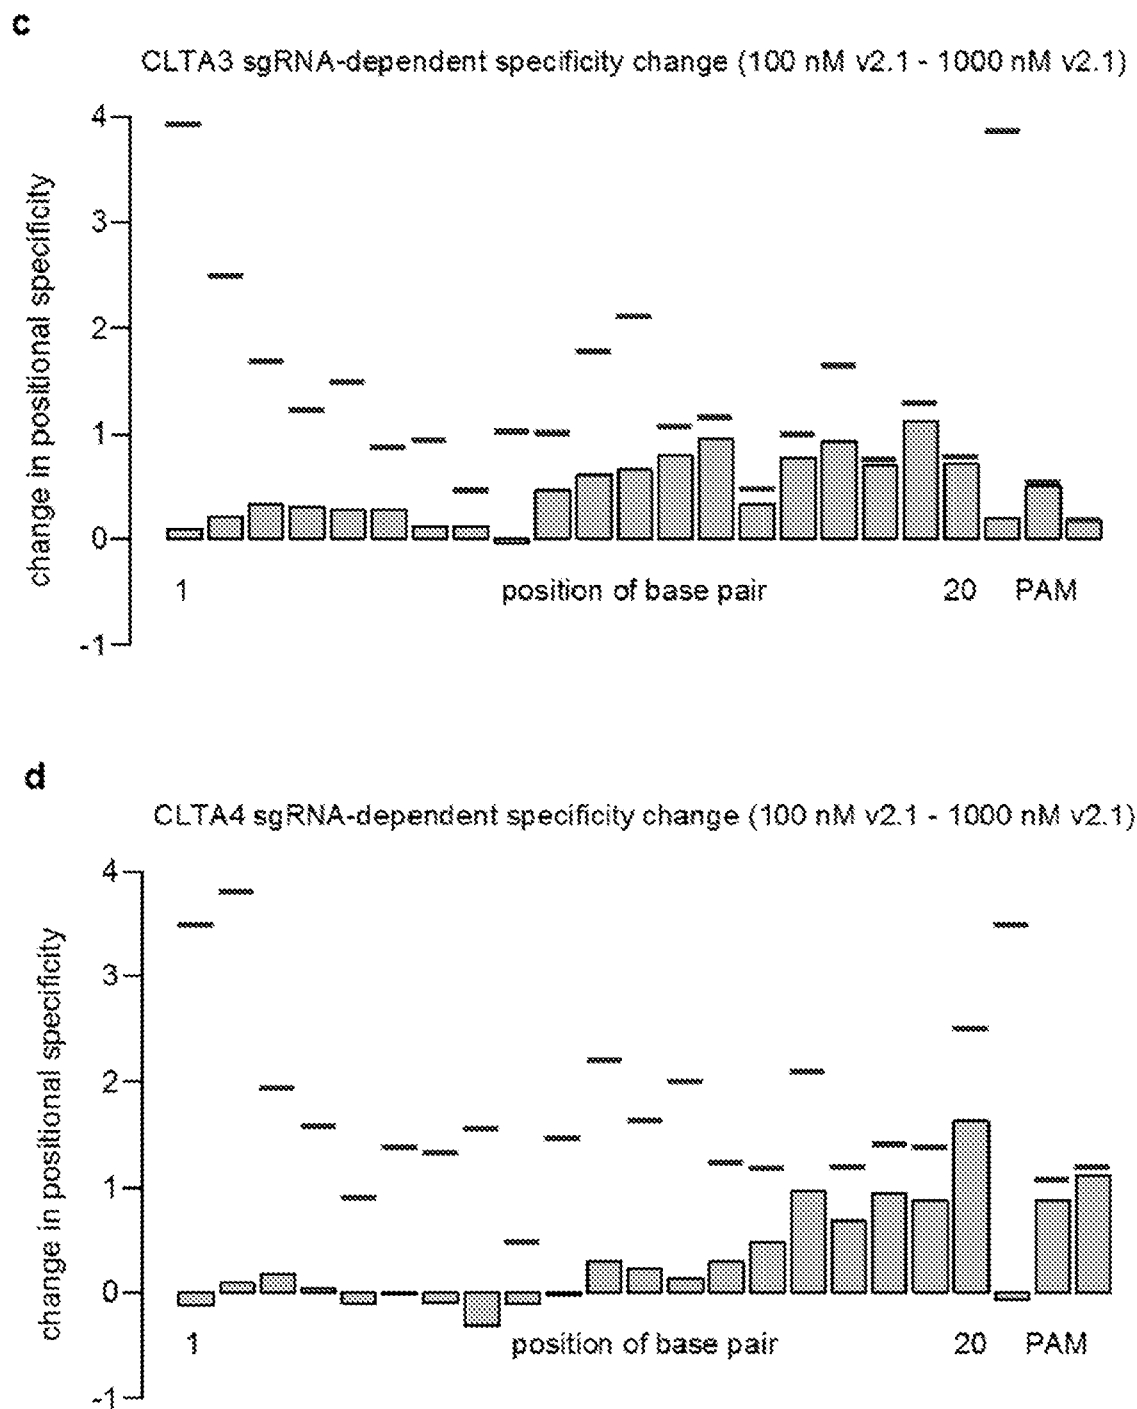 c
CLTA3 sgRNA-dependent specificity change (100 nM v2.1 - 1000 nM v2.1)
change in positional specificity
4
3
2
1
0
-1
1 position of base pair 20 PAM
d
CLTA4 sgRNA-dependent specificity change (100 nM v2.1 - 1000 nM v2.1)
change in positional specificity
4
3
2
1
0
-1
1 position of base pair 20 PAM